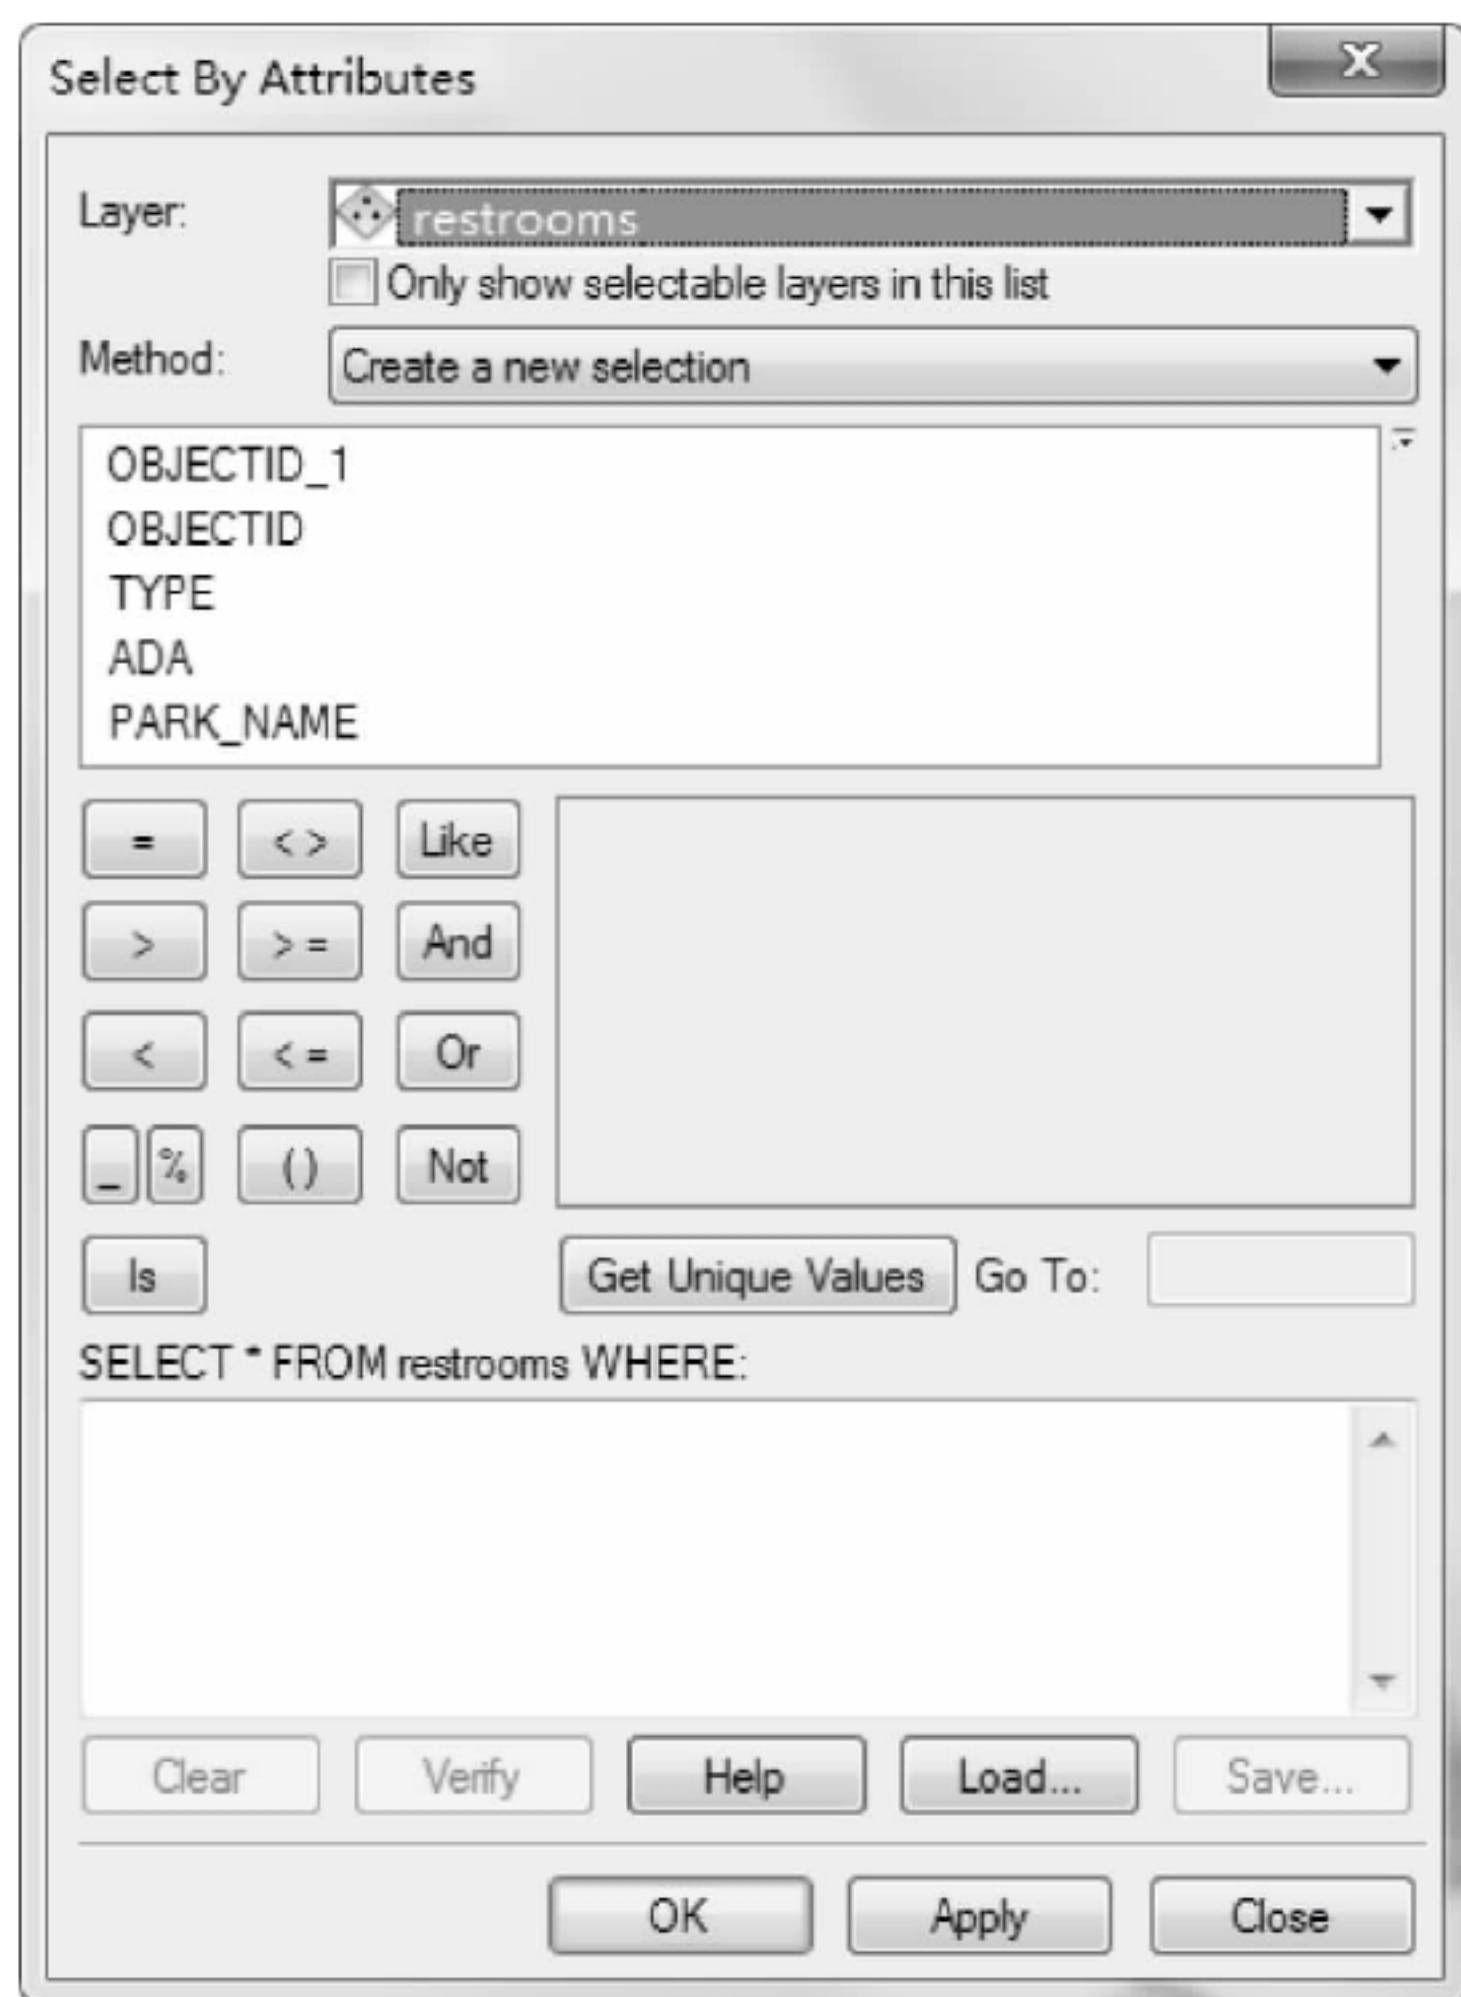 Select By Attributes
X
Layer: restrooms
Only show selectable layers in this list
Method: Create a new selection
OBJECTID_1
OBJECTID
TYPE
ADA
PARK_NAME
= < > Like
> > = And
< < = Or
_ % ( ) Not
Is Get Unique Values Go To:
SELECT * FROM restrooms WHERE:
Clear Verify Help Load... Save...
OK Apply Close